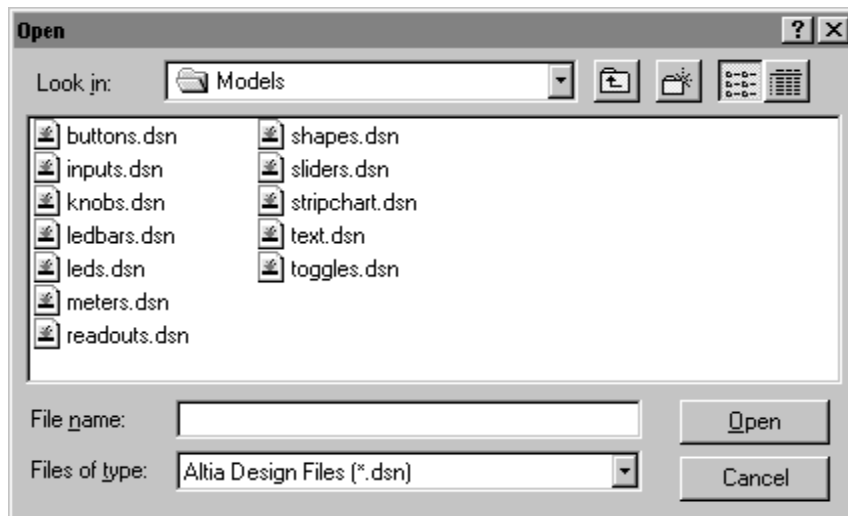 Open
Look in: Models
buttons.dsn
inputs.dsn
knobs.dsn
ledbars.dsn
leds.dsn
meters.dsn
readouts.dsn
shapes.dsn
sliders.dsn
stripchart.dsn
text.dsn
toggles.dsn
File name: Open
Files of type: Altia Design Files (*.dsn) Cancel